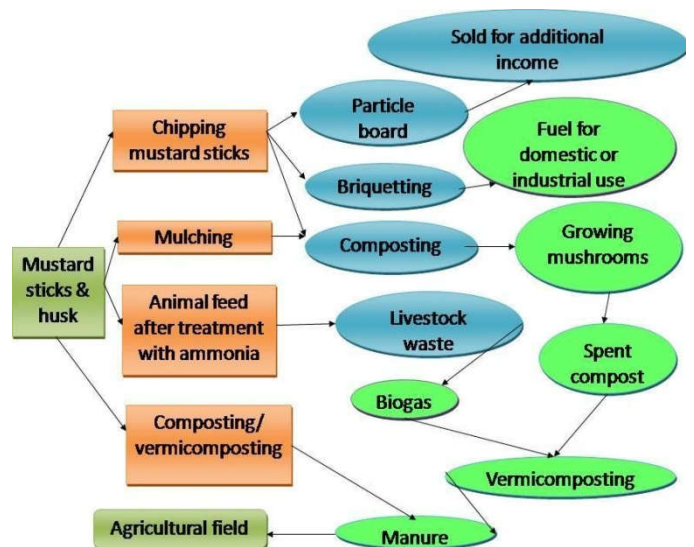 Sold for additional
income
Particle
board
Chipping
mustard sticks
Fuel for
domestic or
industrial use
Briquetting
Mulching
Composting
Growing
mushrooms
Mustard
sticks &
husk
Animal feed
after treatment
with ammonia
Livestock
waste
Spent
compost
Biogas
Composting/
vermicomposting
Vermicomposting
Agricultural field
Manure